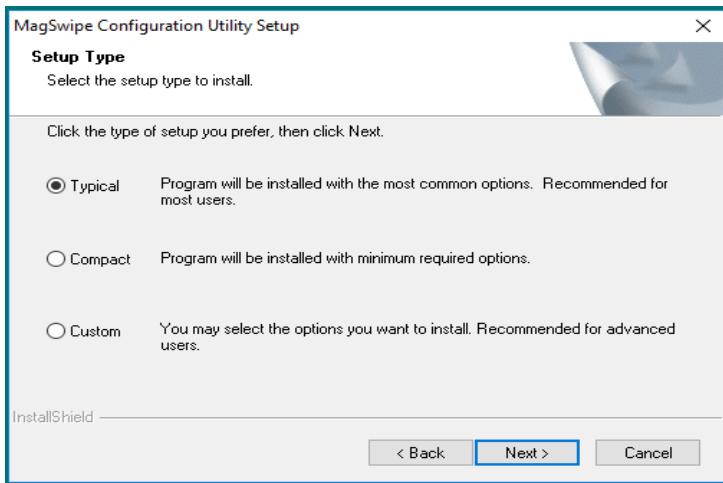 MagSwipe Configuration Utility Setup
Setup Type
Select the setup type to install.
Click the type of setup you prefer, then click Next.
Typical Program will be installed with the most common options.  Recommended for
most users.
Compact Program will be installed with minimum required options.
Custom You may select the options you want to install. Recommended for advanced
users.
InstallShield
< Back Next > Cancel